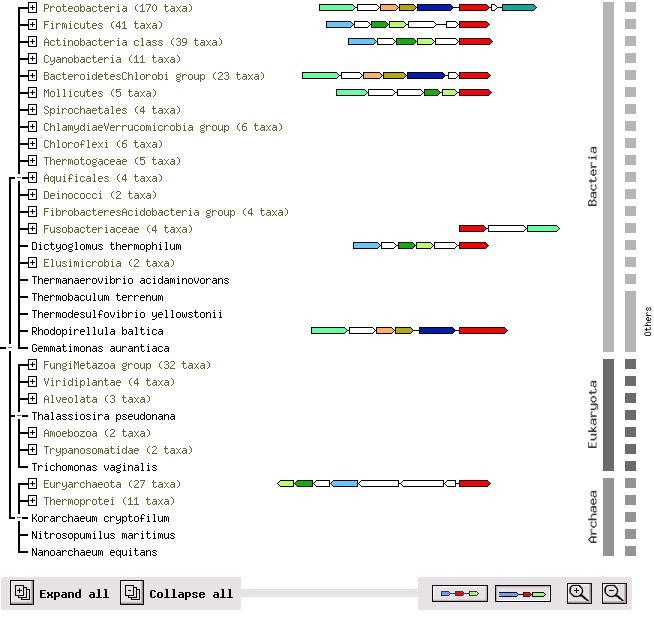 Proteobacteria (170 taxa)
Firmicutes (41 taxa)
Actinobacteria class (39 taxa)
Cyanobacteria (11 taxa)
BacteroidetesChlorobi group (23 taxa)
Mollicutes (5 taxa)
Spirochaetales (4 taxa)
ChlamydiaeVerrucomicrobia group (6 taxa)
Chloroflexi (6 taxa)
Thermotogaceae (5 taxa)
Aquificales (4 taxa)
Deinococci (2 taxa)
FibrobacteresAcidobacteria group (4 taxa)
Fusobacteriaceae (4 taxa)
Dictyoglomus thermophilum
Elusimicrobia (2 taxa)
Thermanaerovibrio acidaminovorans
Thermobaculum terrenum
Thermodesulfovibrio yellowstonii
Rhodopirellula baltica
Gemmatimonas aurantiaca
FungiMetazoa group (32 taxa)
Viridiplantae (4 taxa)
Alveolata (3 taxa)
Thalassiosira pseudonana
Amoebozoa (2 taxa)
Trypanosomatidae (2 taxa)
Trichomonas vaginalis
Euryarchaeota (27 taxa)
Thermoprotei (11 taxa)
Korarchaeum cryptofilum
Nitrosopumilus maritimus
Nanoarchaeum equitans
Bacteria
Eukaryota
Archaea
Others
Expand all
Collapse all